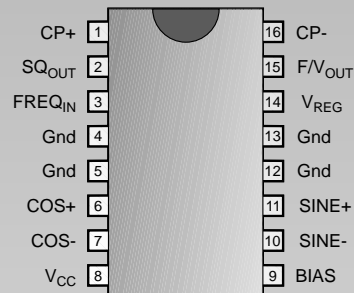 CP+ 1 16 CP-
SQOUT 2 15 F/VOUT
FREQIN 3 14 VREG
Gnd 4 13 Gnd
Gnd 5 12 Gnd
COS+ 6 11 SINE+
COS- 7 10 SINE-
VCC 8 9 BIAS